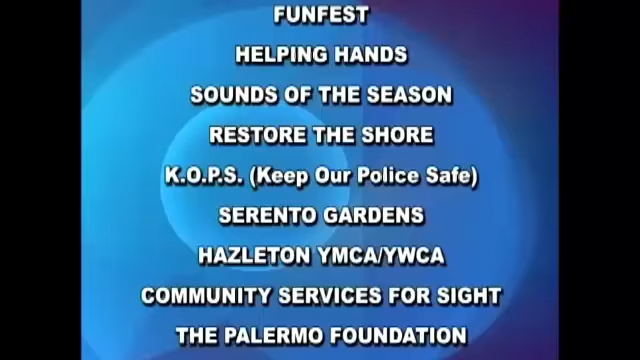 FUNFEST
HELPING HANDS
SOUNDS OF THE SEASON
RESTORE THE SHORE
K.O.P.S. (Keep Our Police Safe)
SERENTO GARDENS
HAZLETON YMCA/YWCA
COMMUNITY SERVICES FOR SIGHT
THE PALERMO FOUNDATION